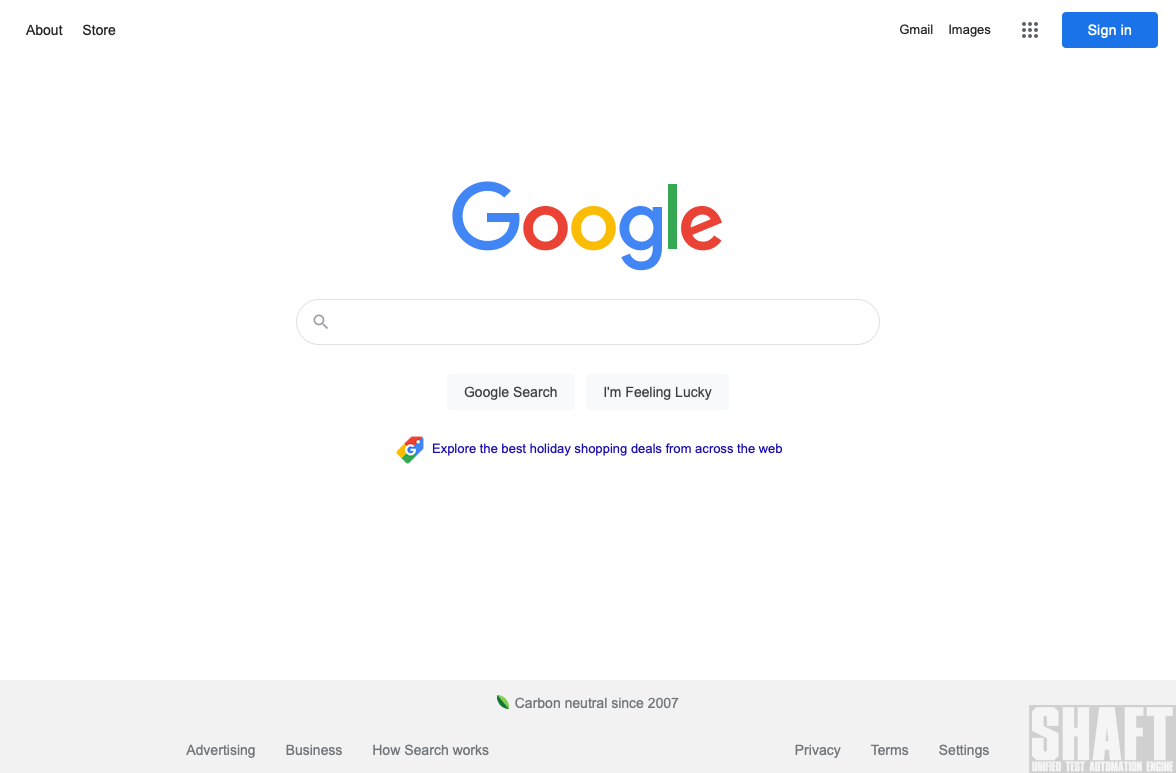 About Store
Gmail Images
Sign in
Google
Google Search
I'm Feeling Lucky
G
Explore the best holiday shopping deals from across the web
Carbon neutral since 2007
Advertising Business How Search works
Privacy Terms Settings
SHAFT
UNIFIED TEST AUTOMATION ENGINE